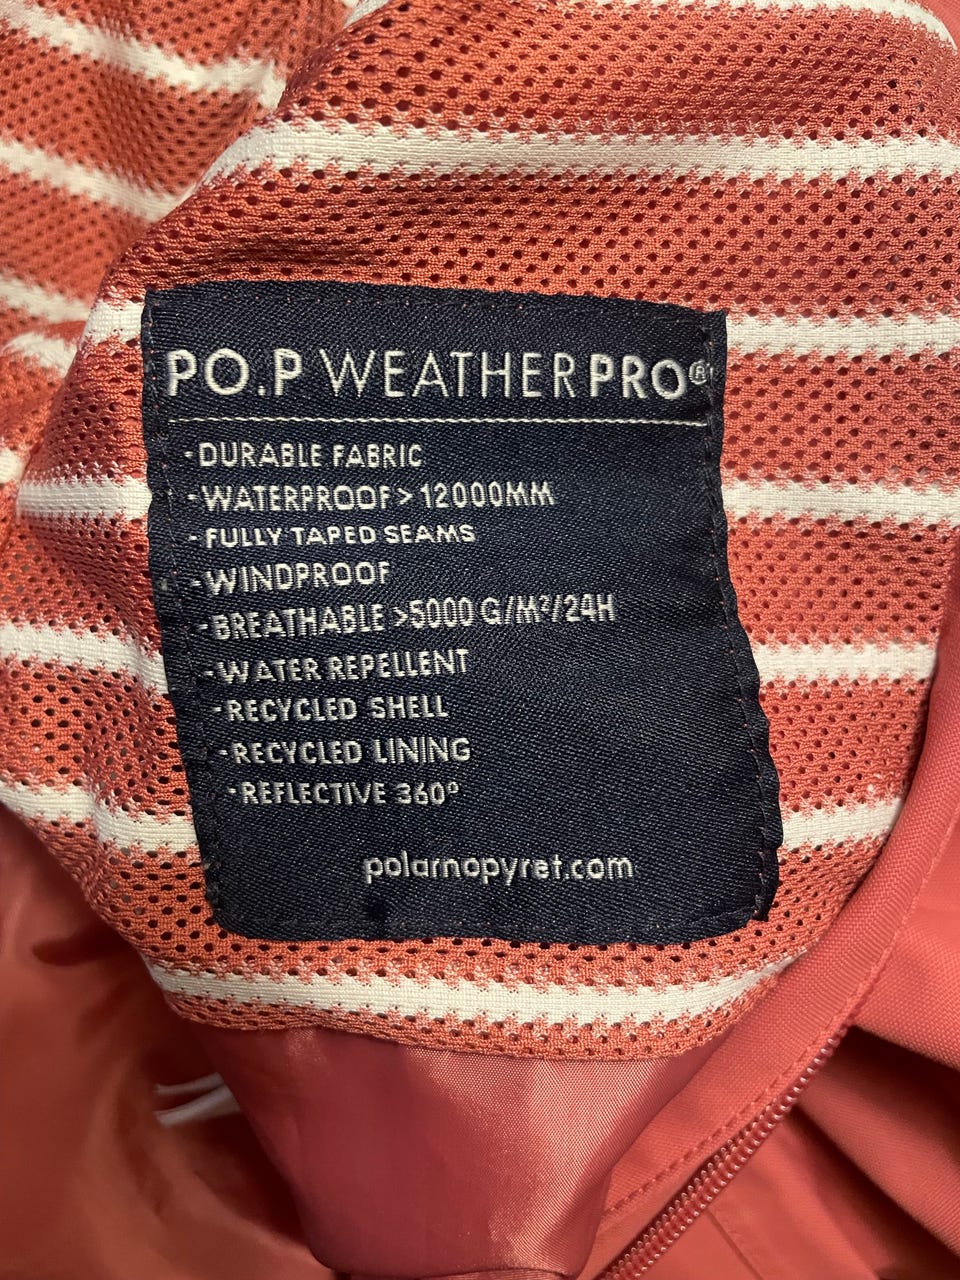 PO.P WEATHERPRO®
-DURABLE FABRIC
-WATERPROOF > 12000MM
-FULLY TAPED SEAMS
-WINDPROOF
-BREATHABLE >5000 G/M²/24H
-WATER REPELLENT
-RECYCLED SHELL
-RECYCLED LINING
-REFLECTIVE 360°
polarnopyret.com